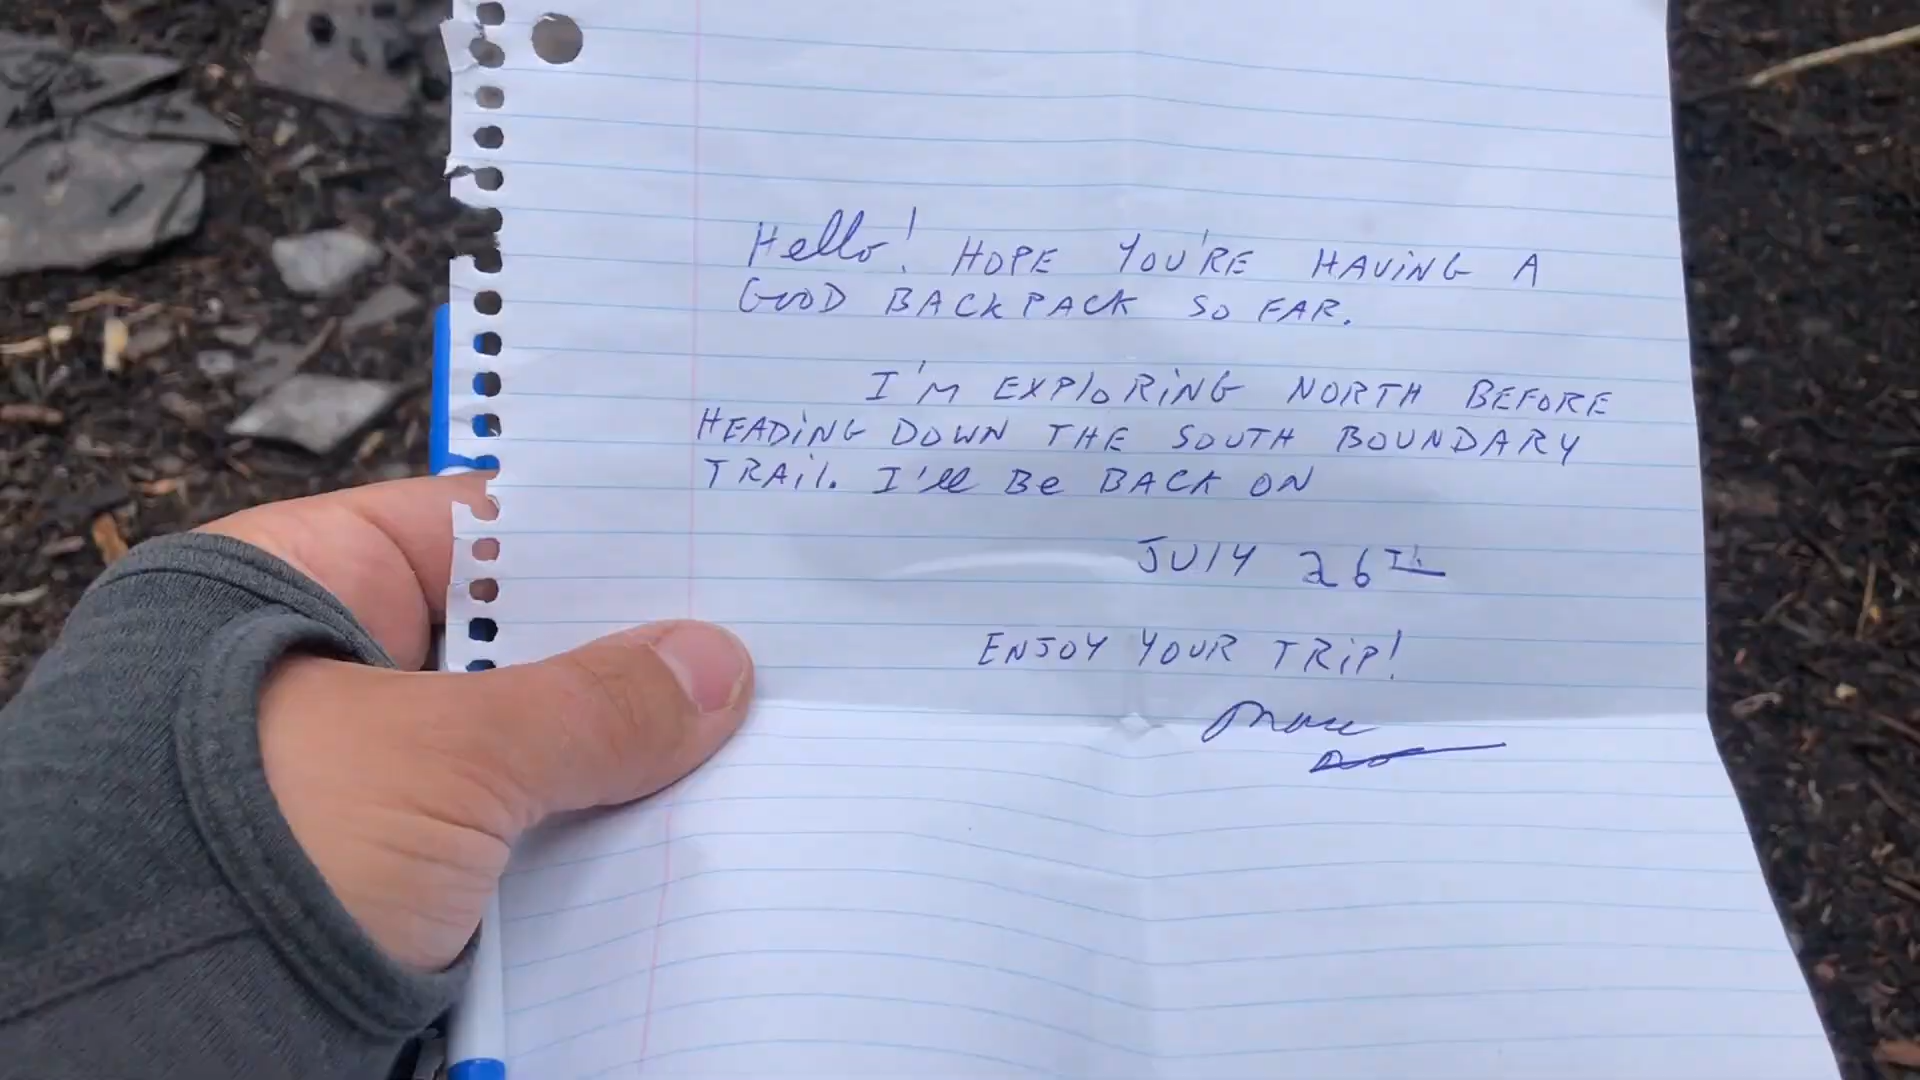 Hello! HOPE YOU'RE HAVING A
GOOD BACKPACK SO FAR.
I'M EXPLORING NORTH BEFORE
HEADING DOWN THE SOUTH BOUNDARY
TRAIL. I'll Be BACK ON
JULY 26TH
ENJOY YOUR TRIP!